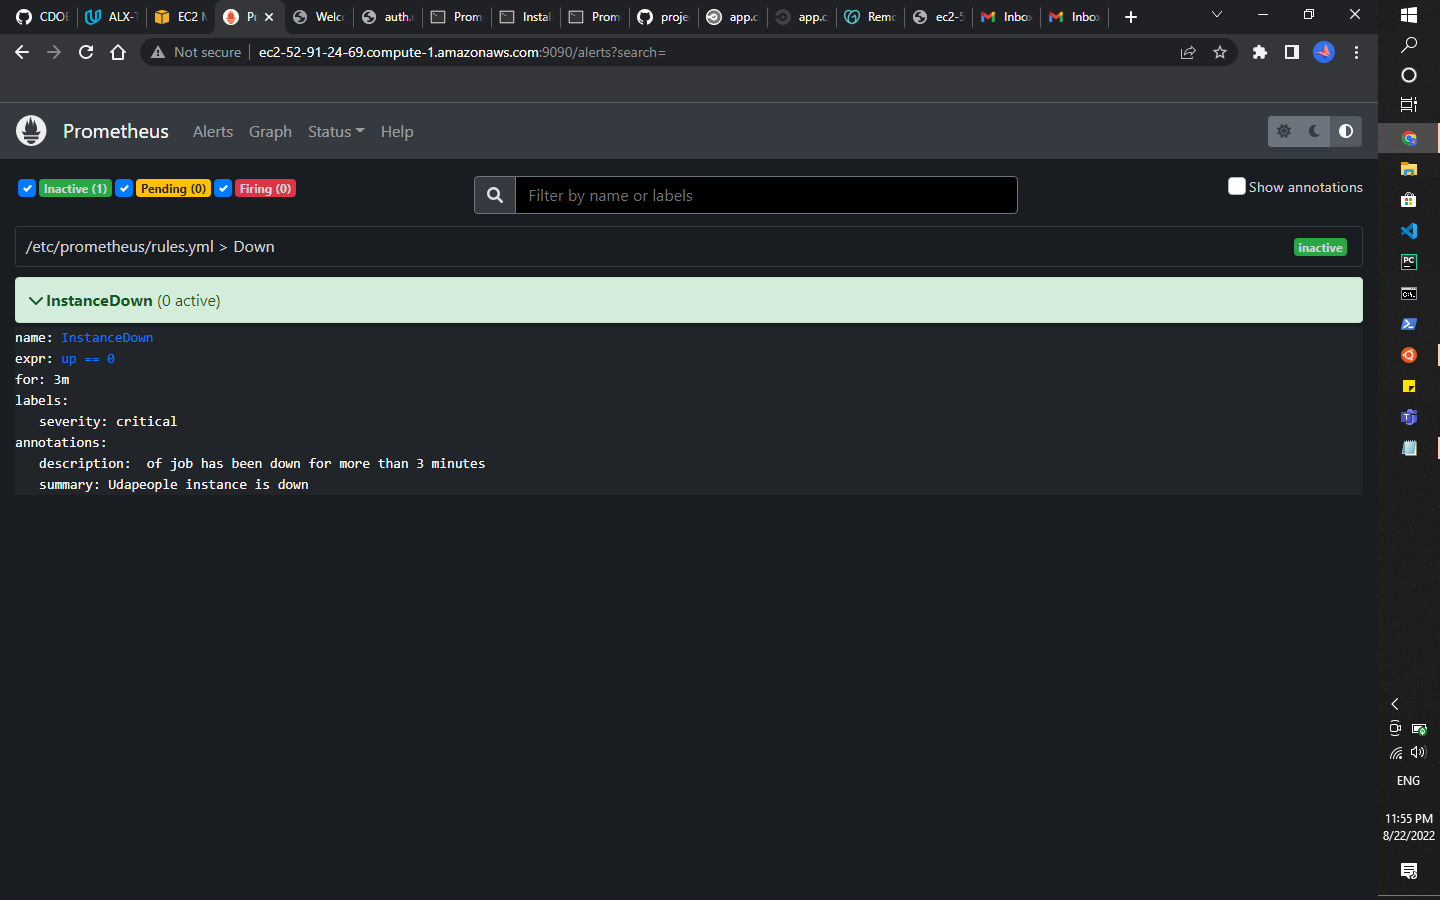 CDOE
ALX-T
EC2 M
Pr
Welco
auth.
Prom
Instal
Prom
proje
app.c
app.c
Remo
ec2-5
Inbox
Inbox
Not secure
ec2-52-91-24-69.compute-1.amazonaws.com:9090/alerts?search=
Prometheus Alerts Graph Status Help
Inactive (1) Pending (0) Firing (0)
Filter by name or labels
Show annotations
/etc/prometheus/rules.yml > Down
inactive
InstanceDown (0 active)
name: InstanceDown
expr: up == 0
for: 3m
labels:
severity: critical
annotations:
description:  of job has been down for more than 3 minutes
summary: Udapeople instance is down
ENG
11:55 PM
8/22/2022